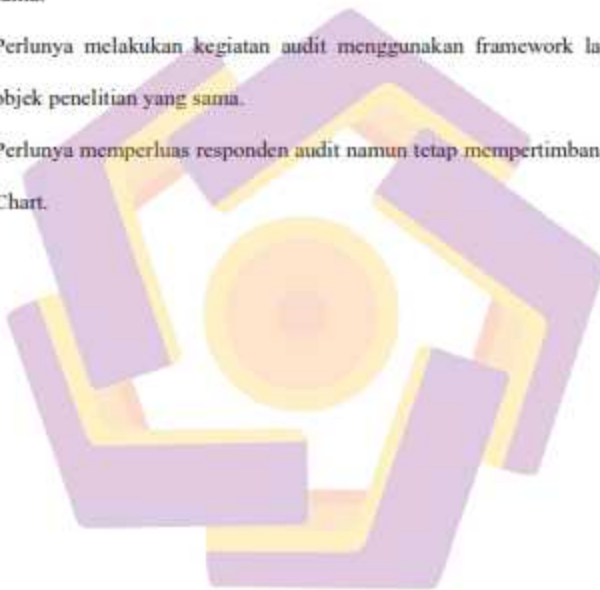 Perlunya melakukan kegiatan audit menggunakan framework la
objek penelitian yang sama.
Perlunya memperluas responden audit namun tetap mempertimban
Chart.